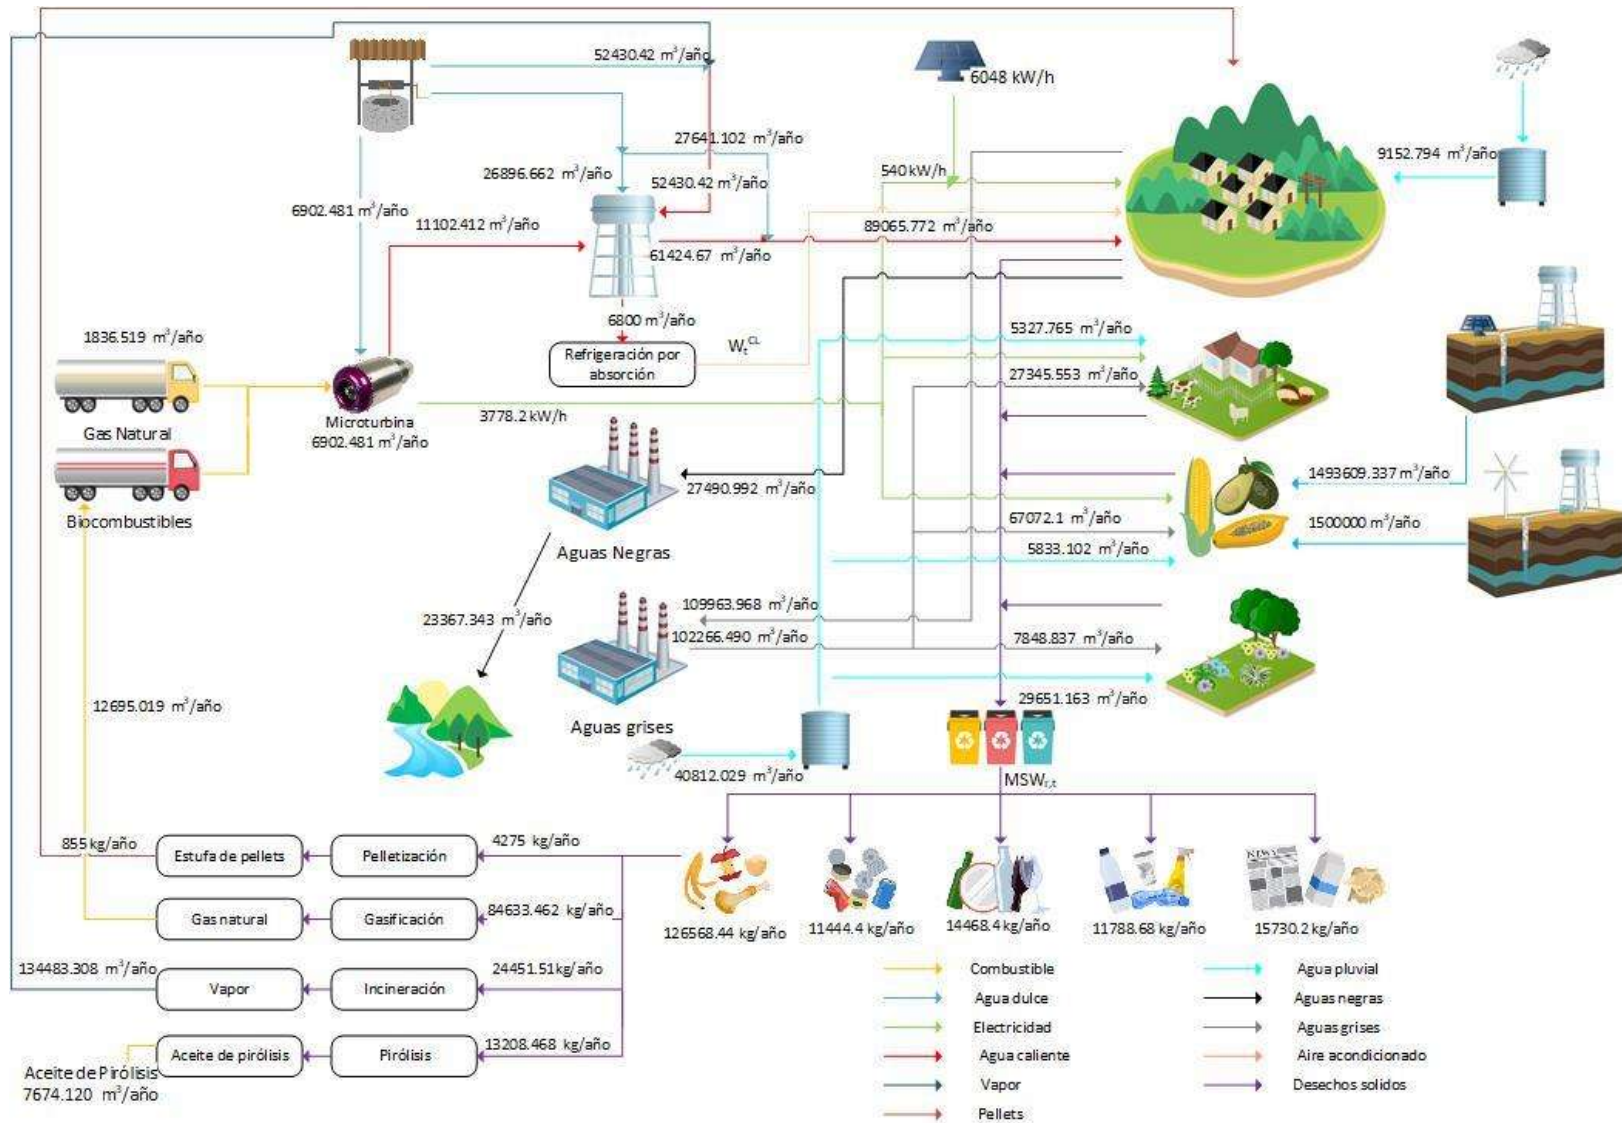 52430.42 m³/año
6048 kW/h
27641.102 m³/año
9152.794 m³/año
26896.662 m³/año
540 kW/h
52430.42 m³/año
6902.481 m³/año
11102.412 m³/año
89065.772 m³/año
61424.67 m³/año
6800 m³/año
5327.765 m³/año
1836.519 m³/año
Wₜᶜᴸ
Refrigeración por
absorción
27345.553 m³/año
3778.2 kW/h
Microturbina
6902.481 m³/año
Gas Natural
1493609.337 m³/año
27490.992 m³/año
67072.1 m³/año
1500000 m³/año
Biocombustibles
Aguas Negras
5833.102 m³/año
109963.968 m³/año
23367.343 m³/año
102266.490 m³/año
7848.837 m³/año
12695.019 m³/año
29651.163 m³/año
Aguas grises
40812.029 m³/año
MSWᵣ,ₜ
855 kg/año
Estufa de pellets
Pelletización
4275 kg/año
NEWS
Gas natural
Gasificación
84633.462 kg/año
126568.44 kg/año
11444.4 kg/año
14468.4 kg/año
11788.68 kg/año
15730.2 kg/año
134483.308 m³/año
Vapor
Incineración
24451.51kg/año
Aceite de pirólisis
Pirólisis
13208.468 kg/año
Aceite de Pirólisis
7674.120 m³/año
Combustible
Agua pluvial
Agua dulce
Aguas negras
Electricidad
Aguas grises
Agua caliente
Aire acondicionado
Vapor
Desechos solidos
Pellets